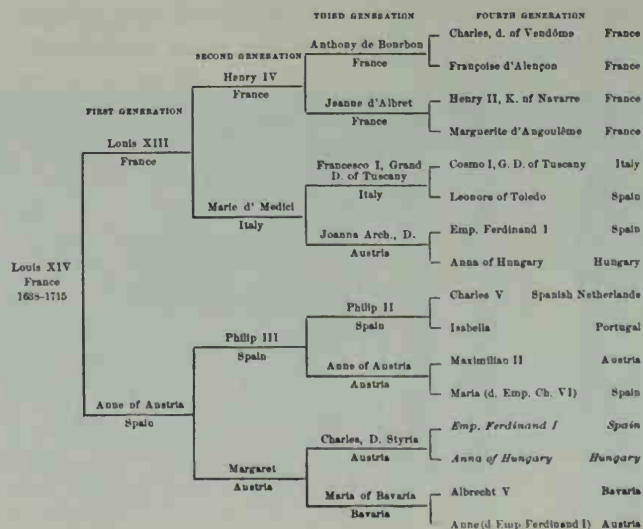 THIRD GENERATION FOURTH GENERATION
SECOND GENERATION
FIRST GENERATION
Charles, d. of Vendôme France
Anthony de Bourbon
France
Françoise d'Alençon France
Henry IV
France
Henry II, K. of Navarre France
Jeanne d'Albret
France
Marguerite d'Angoulême France
Louis XIII
France
Cosmo I, G. D. of Tuscany Italy
Francesco I, Grand
D. of Tuscany
Italy
Leonora of Toledo Spain
Marie d' Medici
Italy
Emp. Ferdinand I Spain
Joanna Arch., D.
Austria
Anna of Hungary Hungary
Louis XIV
France
1638-1715
Charles V Spanish Netherlands
Philip II
Spain
Isabella Portugal
Philip III
Spain
Maximilian II Austria
Anne of Austria
Austria
Maria (d. Emp. Ch. VI) Spain
Anne of Austria
Spain
Emp. Ferdinand I Spain
Charles, D. Styria
Austria
Anna of Hungary Hungary
Margaret
Austria
Albrecht V Bavaria
Maria of Bavaria
Bavaria
Anne (d Emp Ferdinand I) Austria